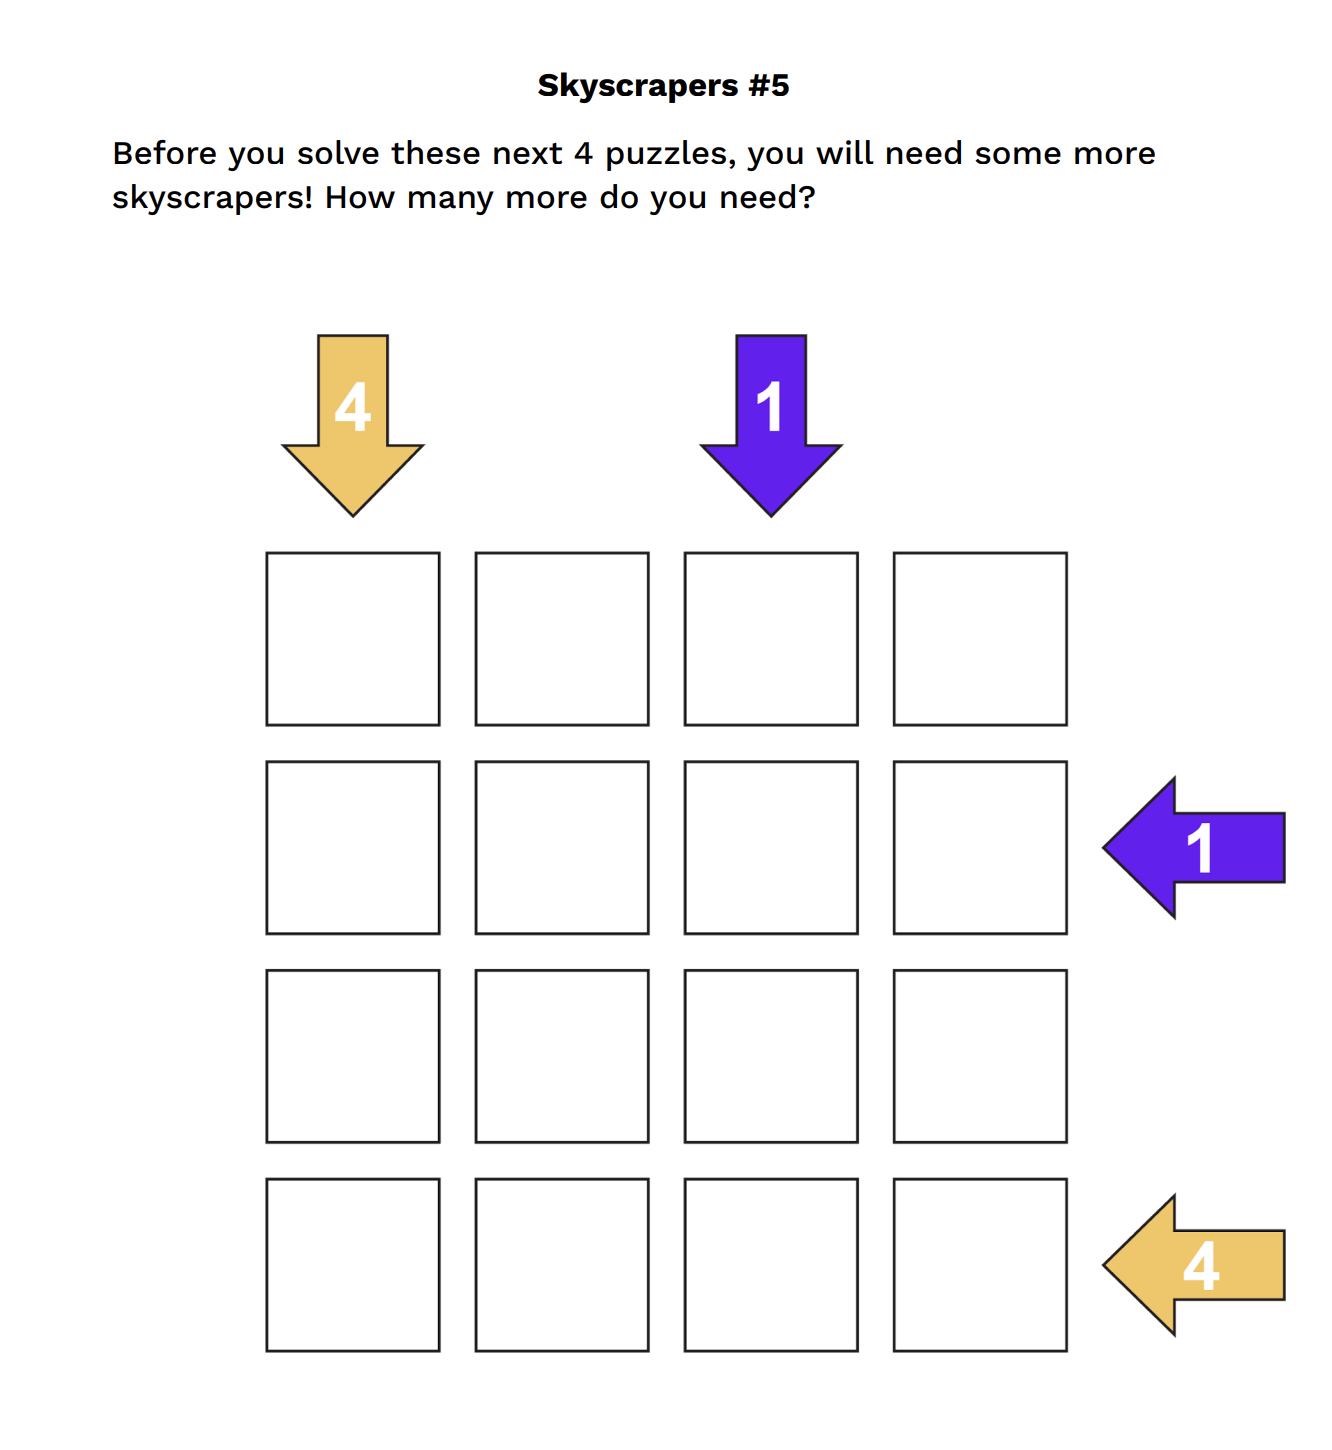 Skyscrapers #5
Before you solve these next 4 puzzles, you will need some more
skyscrapers! How many more do you need?
4
1
1
4